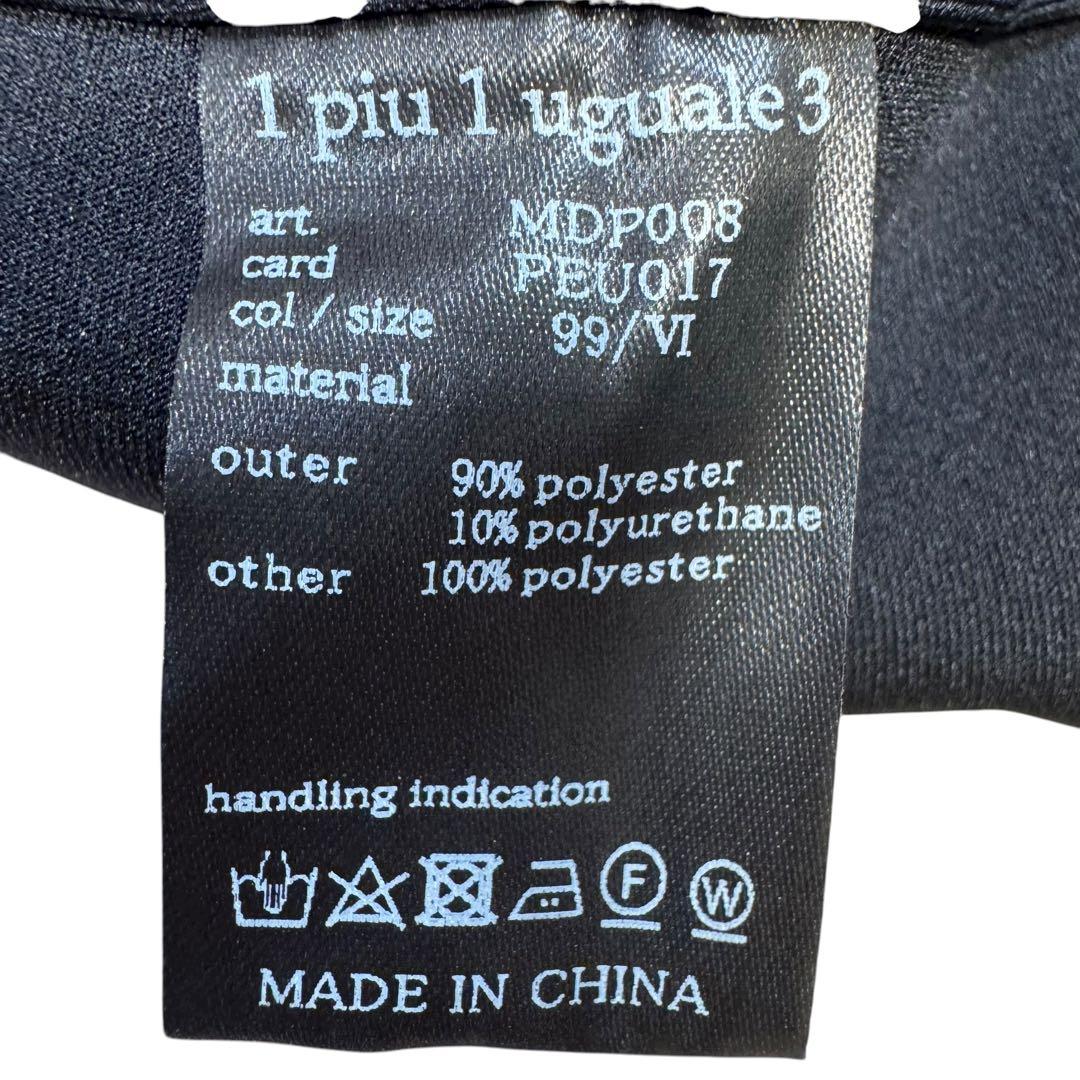 1 piu 1 uguale 3
art. MDP008
card PEU017
col / size 99/VI
material
outer 90% polyester
10% polyurethane
other 100% polyester
handling indication
F W
MADE IN CHINA